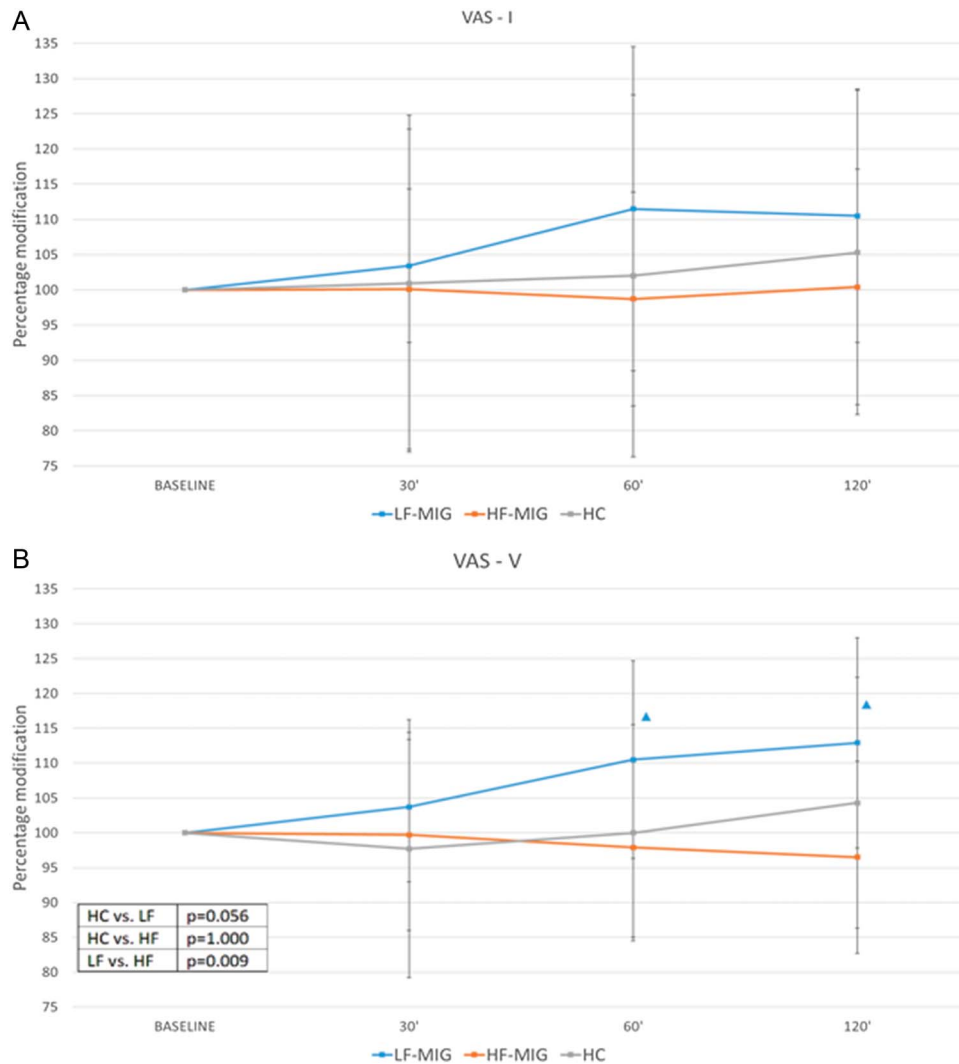 A
VAS - I
Percentage modification
135
130
125
120
115
110
105
100
95
90
85
80
75
BASELINE 30' 60' 120'
LF-MIG HF-MIG HC
B
VAS - V
Percentage modification
135
130
125
120
115
110
105
100
95
90
85
80
75
HC vs. LF p=0.056
HC vs. HF p=1.000
LF vs. HF p=0.009
BASELINE 30' 60' 120'
LF-MIG HF-MIG HC